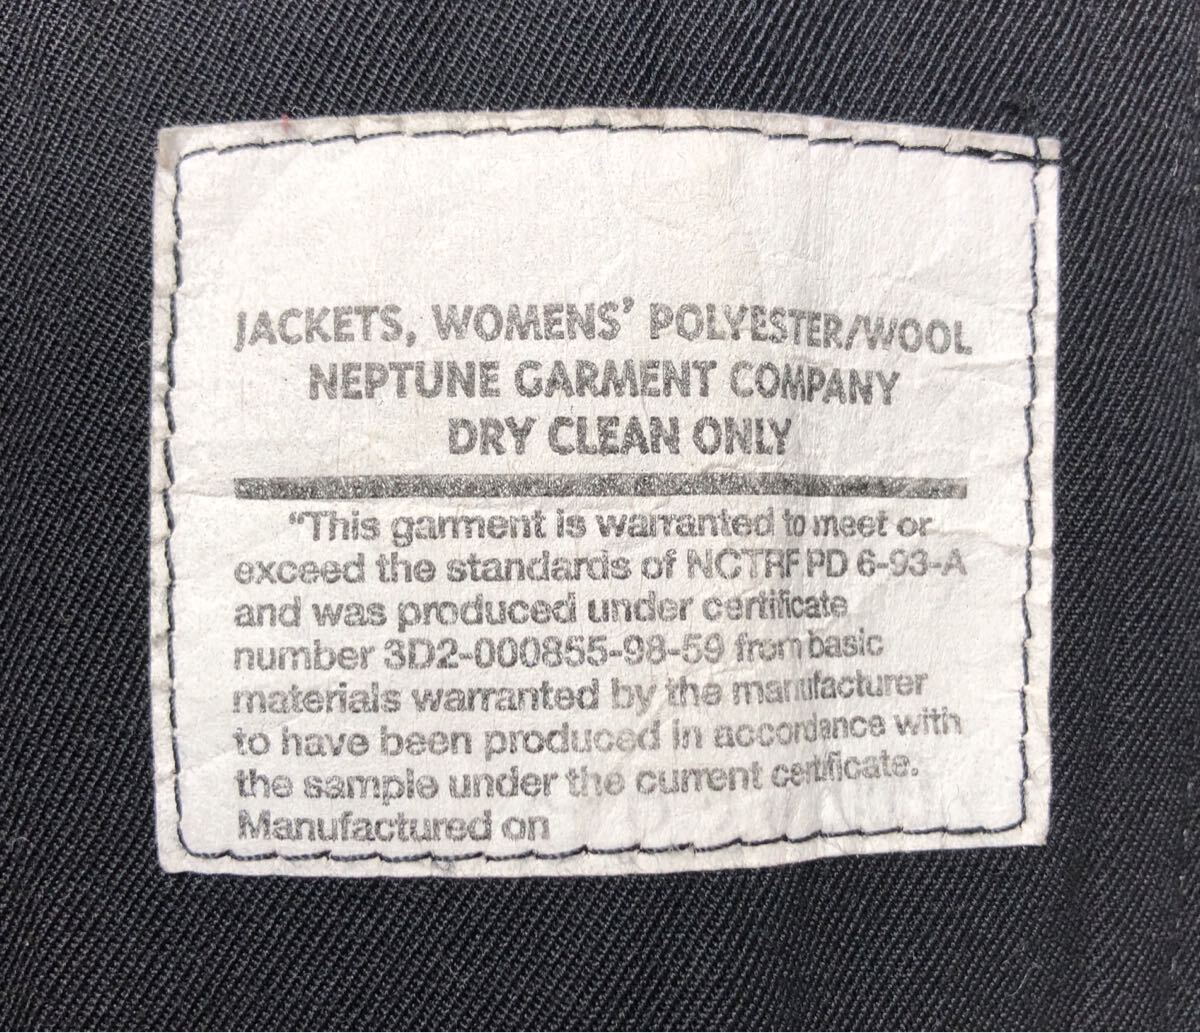 JACKETS, WOMENS' POLYESTER/WOOL
NEPTUNE GARMENT COMPANY
DRY CLEAN ONLY
“This garment is warranted to meet or
exceed the standards of NCTRF PD 6-93-A
and was produced under certificate
number 3D2-000855-98-59 from basic
materials warranted by the manufacturer
to have been produced in accordance with
the sample under the current certificate.
Manufactured on